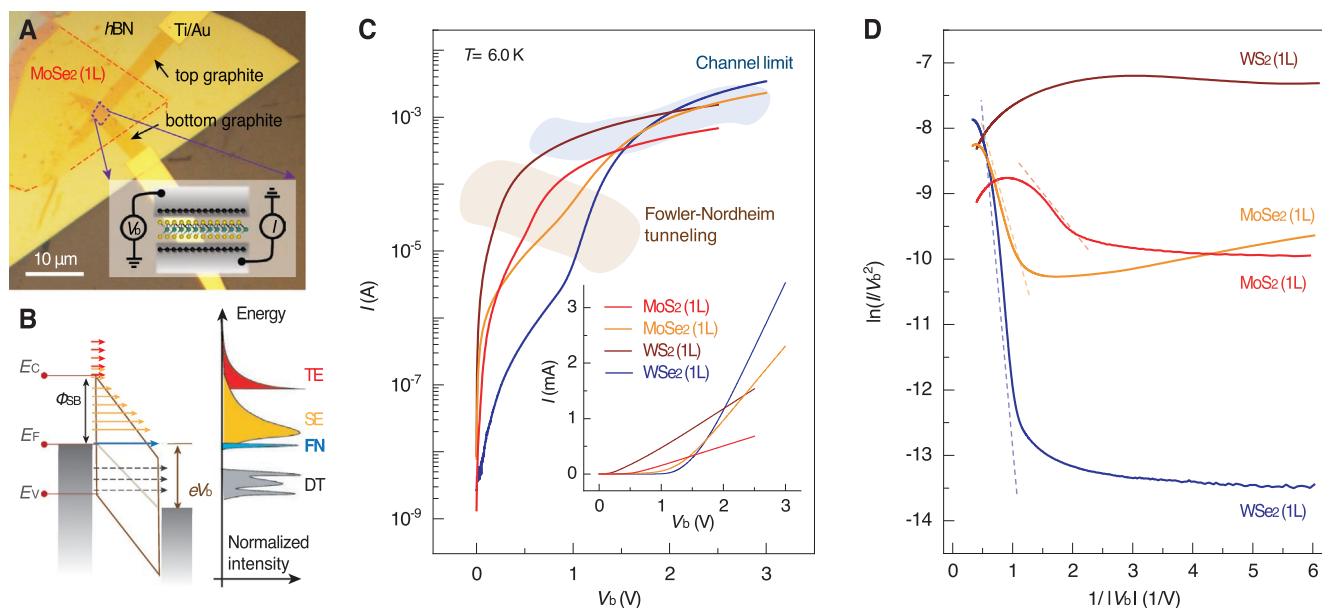 A
hBN
Ti/Au
MoSe2 (1L)
top graphite
bottom graphite
Vb
I
10 µm
B
Energy
EC
ΦSB
EF
EV
eVb
TE
SE
FN
DT
Normalized
intensity
C
T= 6.0 K
Channel limit
Fowler-Nordheim
tunneling
I (A)
10-3
10-5
10-7
10-9
0
1
2
3
Vb (V)
I (mA)
3
2
1
0
MoS2 (1L)
MoSe2 (1L)
WS2 (1L)
WSe2 (1L)
0
1
2
3
Vb (V)
D
ln(I/Vb2)
-7
-8
-9
-10
-11
-12
-13
-14
WS2 (1L)
MoSe2 (1L)
MoS2 (1L)
WSe2 (1L)
0
1
2
3
4
5
6
1/ |Vb| (1/V)